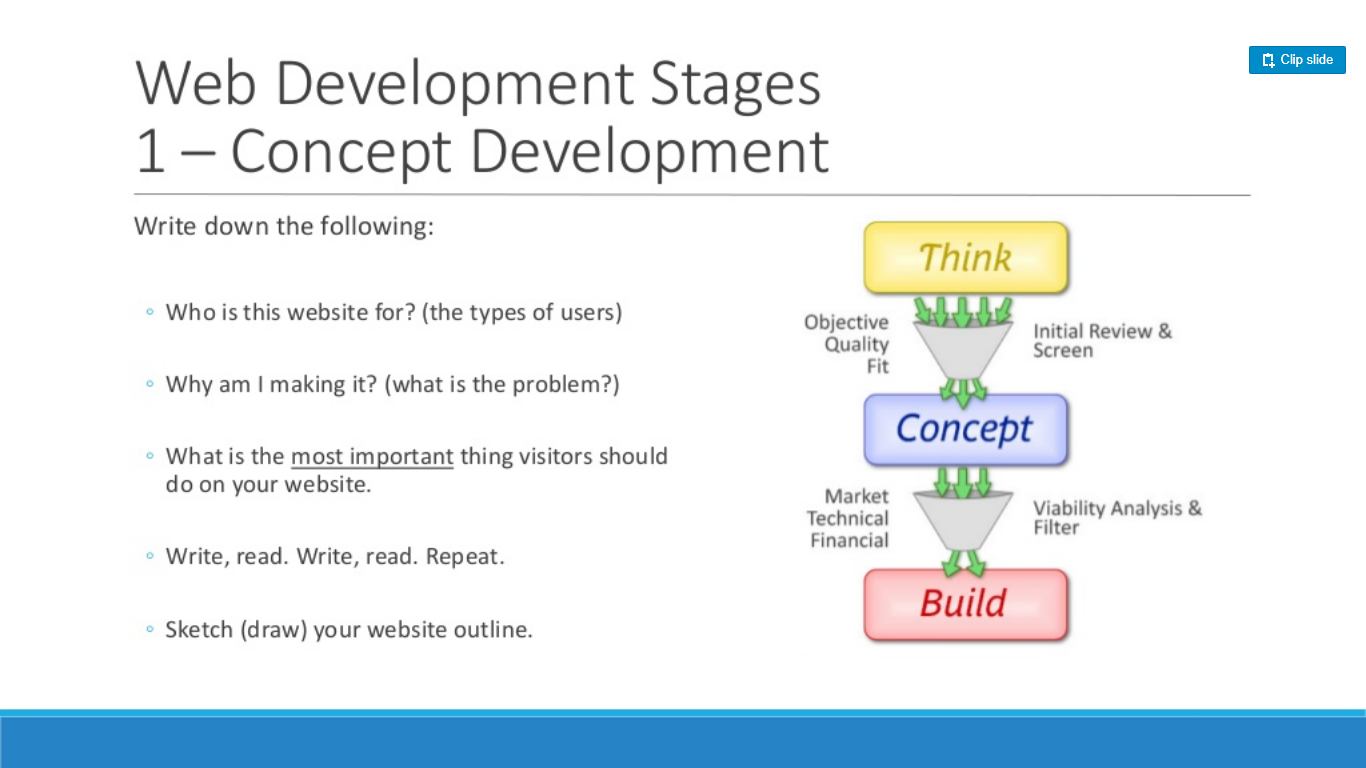 Clip slide
Web Development Stages
1 – Concept Development
Write down the following:
◦ Who is this website for? (the types of users)
◦ Why am I making it? (what is the problem?)
◦ What is the most important thing visitors should
do on your website.
◦ Write, read. Write, read. Repeat.
◦ Sketch (draw) your website outline.
Think
Objective
Quality
Fit
Initial Review &
Screen
Concept
Market
Technical
Financial
Viability Analysis &
Filter
Build